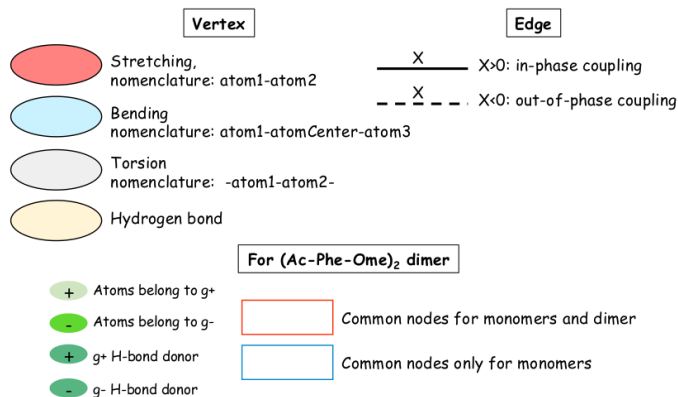 Vertex
Edge
Stretching,
nomenclature: atom1-atom2
X
X>0: in-phase coupling
X
X<0: out-of-phase coupling
Bending
nomenclature: atom1-atomCenter-atom3
Torsion
nomenclature: -atom1-atom2-
Hydrogen bond
For (Ac-Phe-Ome)₂ dimer
+ Atoms belong to g+
- Atoms belong to g-
+ g+ H-bond donor
- g- H-bond donor
Common nodes for monomers and dimer
Common nodes only for monomers